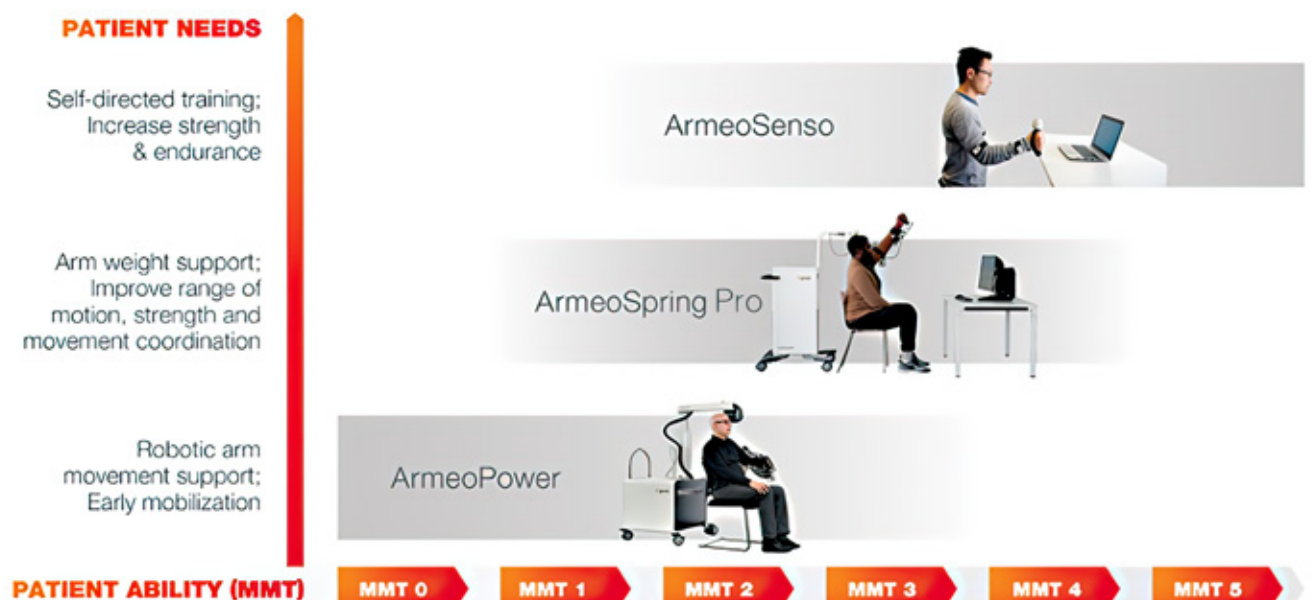 PATIENT NEEDS
Self-directed training;
Increase strength
& endurance
ArmeoSenso
Arm weight support;
Improve range of
motion, strength and
movement coordination
ArmeoSpring Pro
Robotic arm
movement support;
Early mobilization
ArmeoPower
PATIENT ABILITY (MMT)
MMT 0
MMT 1
MMT 2
MMT 3
MMT 4
MMT 5